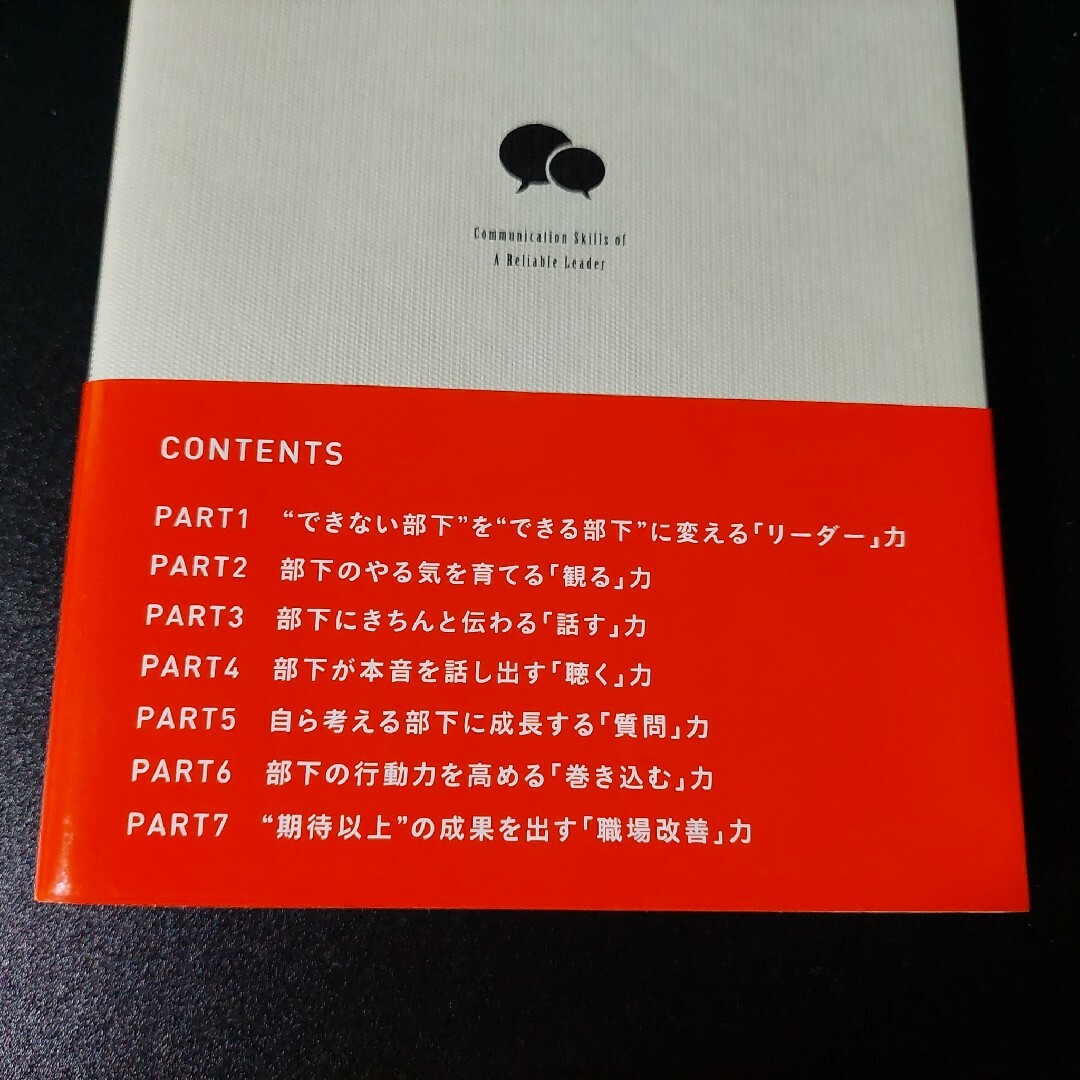 Communication Skills of
A Reliable Leader
CONTENTS
PART1 “できない部下”を“できる部下”に変える「リーダー」力
PART2 部下のやる気を育てる「観る」力
PART3 部下にきちんと伝わる「話す」力
PART4 部下が本音を話し出す「聴く」力
PART5 自ら考える部下に成長する「質問」力
PART6 部下の行動力を高める「巻き込む」力
PART7 “期待以上”の成果を出す「職場改善」力